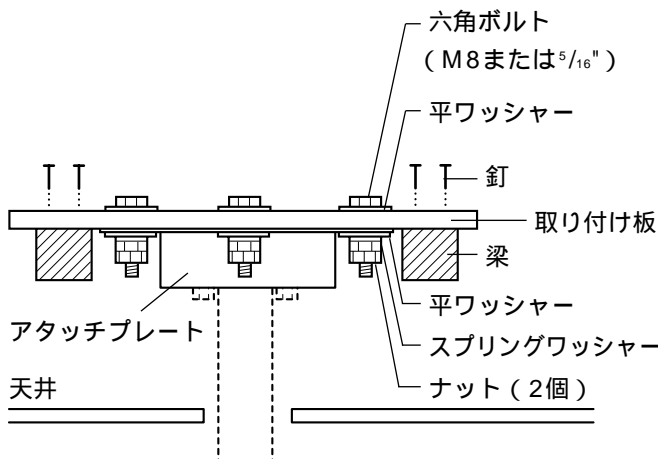 六角ボルト
（M8または5/16"）
平ワッシャー
釘
取り付け板
梁
平ワッシャー
アタッチプレート
スプリングワッシャー
天井
ナット（2個）